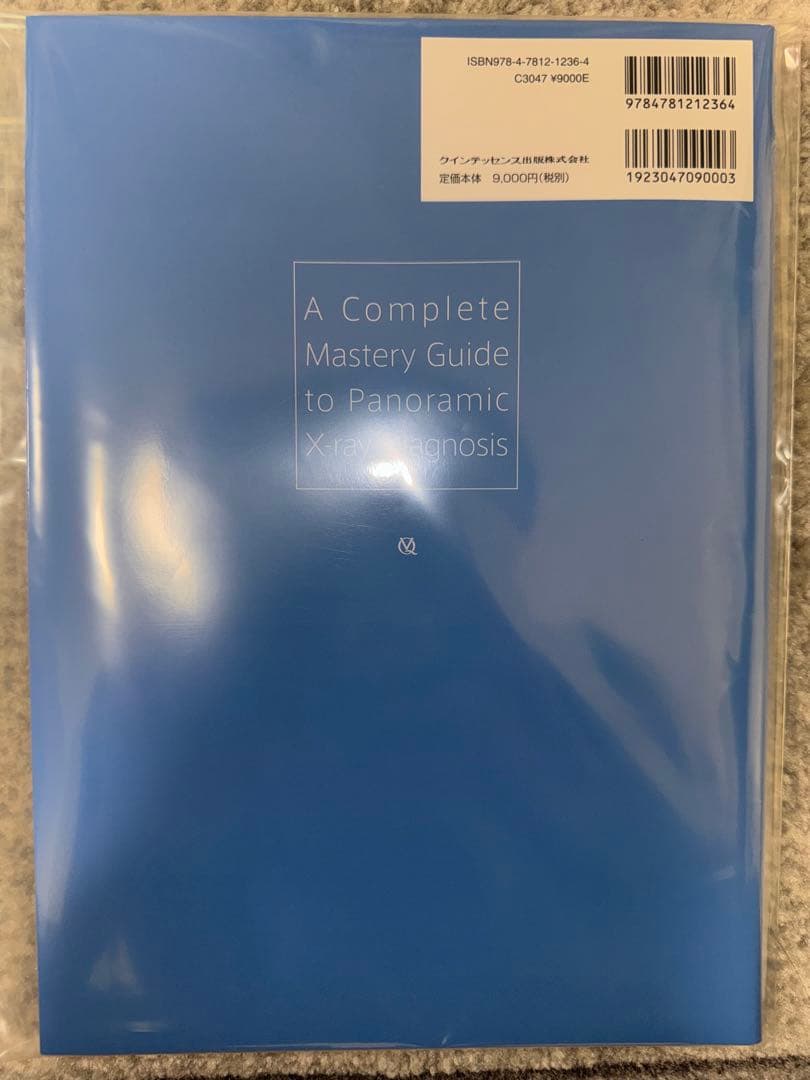 ISBN978-4-7812-1236-4
C3047 ¥9000E
9784781212364
クインテッセンス出版株式会社
定価本体 9,000円(税別)
1923047090003
A Complete
Mastery Guide
to Panoramic
X-ray Diagnosis